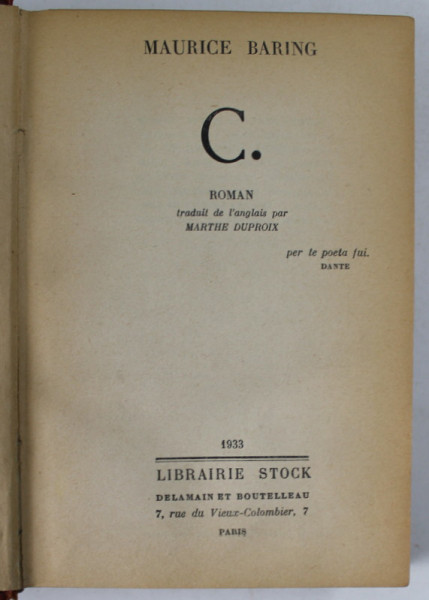 MAURICE BARING
C.
ROMAN
traduit de l'anglais par
MARTHE DUPROIX
per te poeta fui.
DANTE
1933
LIBRAIRIE STOCK
DELAMAIN ET BOUTELLEAU
7, rue du Vieux-Colombier, 7
PARIS